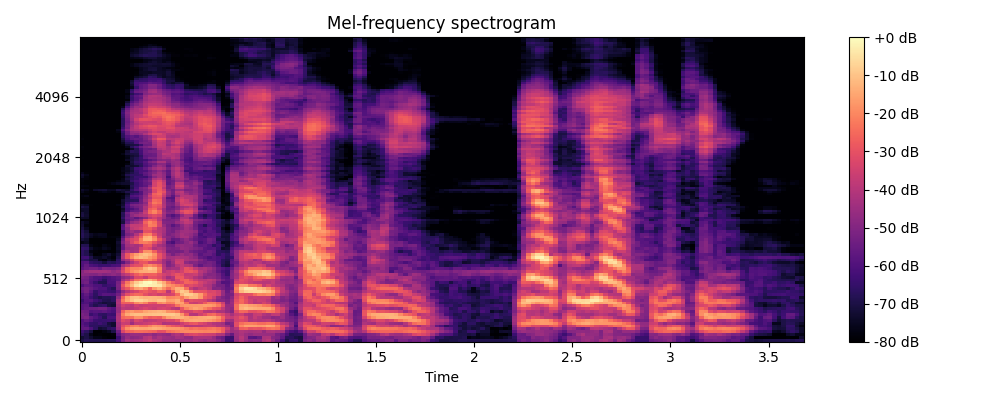 Mel-frequency spectrogram
4096
2048
1024
512
0
Hz
0 0.5 1 1.5 2 2.5 3 3.5
Time
+0 dB
-10 dB
-20 dB
-30 dB
-40 dB
-50 dB
-60 dB
-70 dB
-80 dB